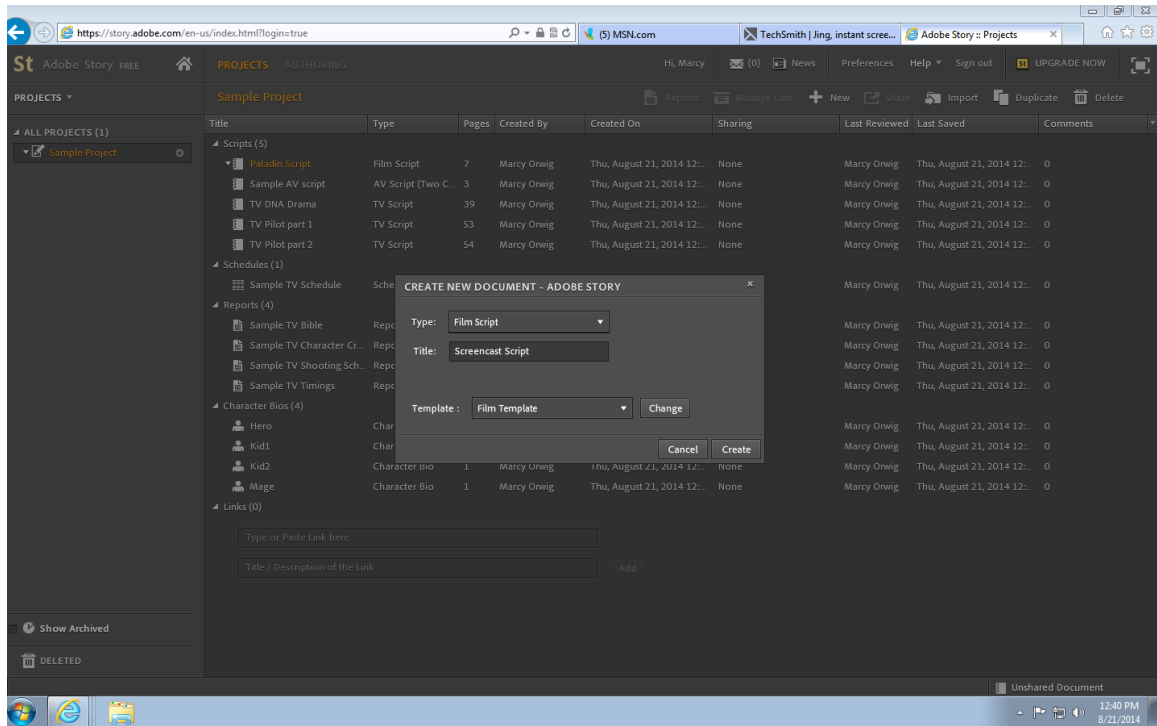 https://story.adobe.com/en-us/index.html?login=true (5) MSN.com TechSmith | Jing, instant scree... Adobe Story :: Projects
St Adobe® Story FREE PROJECTS AUTHORING Hi, Marcy (0) News Preferences Help Sign out St UPGRADE NOW
PROJECTS Sample Project Reports Manage Lists New Share Import Duplicate Delete
Title Type Pages Created By Created On Sharing Last Reviewed Last Saved Comments
ALL PROJECTS (1)
Sample Project
Scripts (5)
Paladin Script Film Script 7 Marcy Orwig Thu, August 21, 2014 12:... None Marcy Orwig Thu, August 21, 2014 12:... 0
Sample AV script AV Script (Two C... 3 Marcy Orwig Thu, August 21, 2014 12:... None Marcy Orwig Thu, August 21, 2014 12:... 0
TV DNA Drama TV Script 39 Marcy Orwig Thu, August 21, 2014 12:... None Marcy Orwig Thu, August 21, 2014 12:... 0
TV Pilot part 1 TV Script 53 Marcy Orwig Thu, August 21, 2014 12:... None Marcy Orwig Thu, August 21, 2014 12:... 0
TV Pilot part 2 TV Script 54 Marcy Orwig Thu, August 21, 2014 12:... None Marcy Orwig Thu, August 21, 2014 12:... 0
Schedules (1)
Sample TV Schedule Sche Marcy Orwig Thu, August 21, 2014 12:... 0
Reports (4)
Sample TV Bible Repo Marcy Orwig Thu, August 21, 2014 12:... 0
Sample TV Character Cr... Repo Marcy Orwig Thu, August 21, 2014 12:... 0
Sample TV Shooting Sch... Repo Marcy Orwig Thu, August 21, 2014 12:... 0
Sample TV Timings Repo Marcy Orwig Thu, August 21, 2014 12:... 0
Character Bios (4)
Hero Char Marcy Orwig Thu, August 21, 2014 12:... 0
Kid1 Char Marcy Orwig Thu, August 21, 2014 12:... 0
Kid2 Character Bio 1 Marcy Orwig Thu, August 21, 2014 12:... None Marcy Orwig Thu, August 21, 2014 12:... 0
Mage Character Bio 1 Marcy Orwig Thu, August 21, 2014 12:... None Marcy Orwig Thu, August 21, 2014 12:... 0
Links (0)
Type or Paste Link here...
Title / Description of the Link... Add
CREATE NEW DOCUMENT - ADOBE STORY
Type: Film Script
Title: Screencast Script
Template : Film Template Change
Cancel Create
Show Archived
DELETED
Unshared Document
12:40 PM
8/21/2014